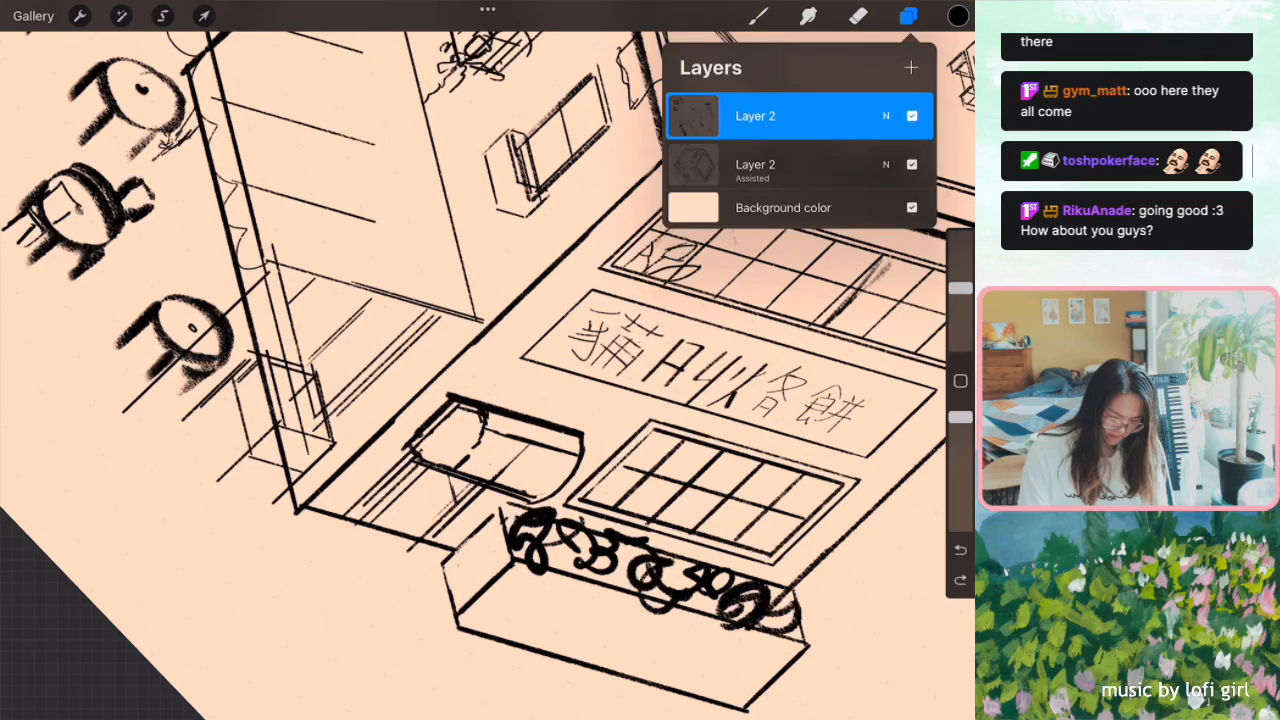 Gallery
Layers
Layer 2
N
Layer 2
N
Assisted
Background color
there
gym_matt: ooo here they
all come
toshpokerface:
RikuAnade: going good :3
How about you guys?
music by lofi girl